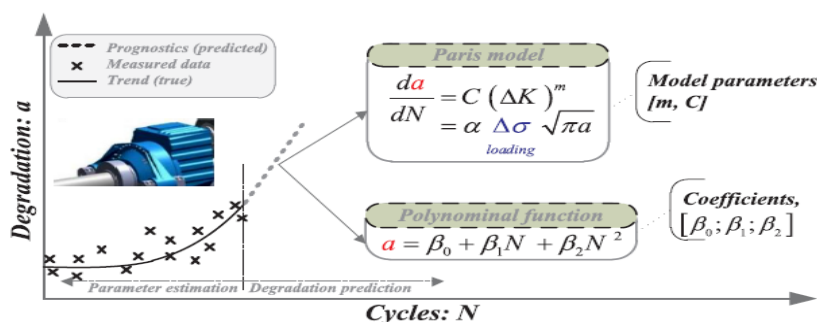 Prognostics (predicted)
Measured data
Trend (true)
Degradation: a
Parameter estimation
Degradation prediction
Cycles: N
Paris model
da/dN = C (ΔK)^m
= α Δσ √πa
loading
Model parameters
[m, C]
Polynominal function
a = β₀ + β₁N + β₂N ²
Coefficients,
[β₀; β₁; β₂]